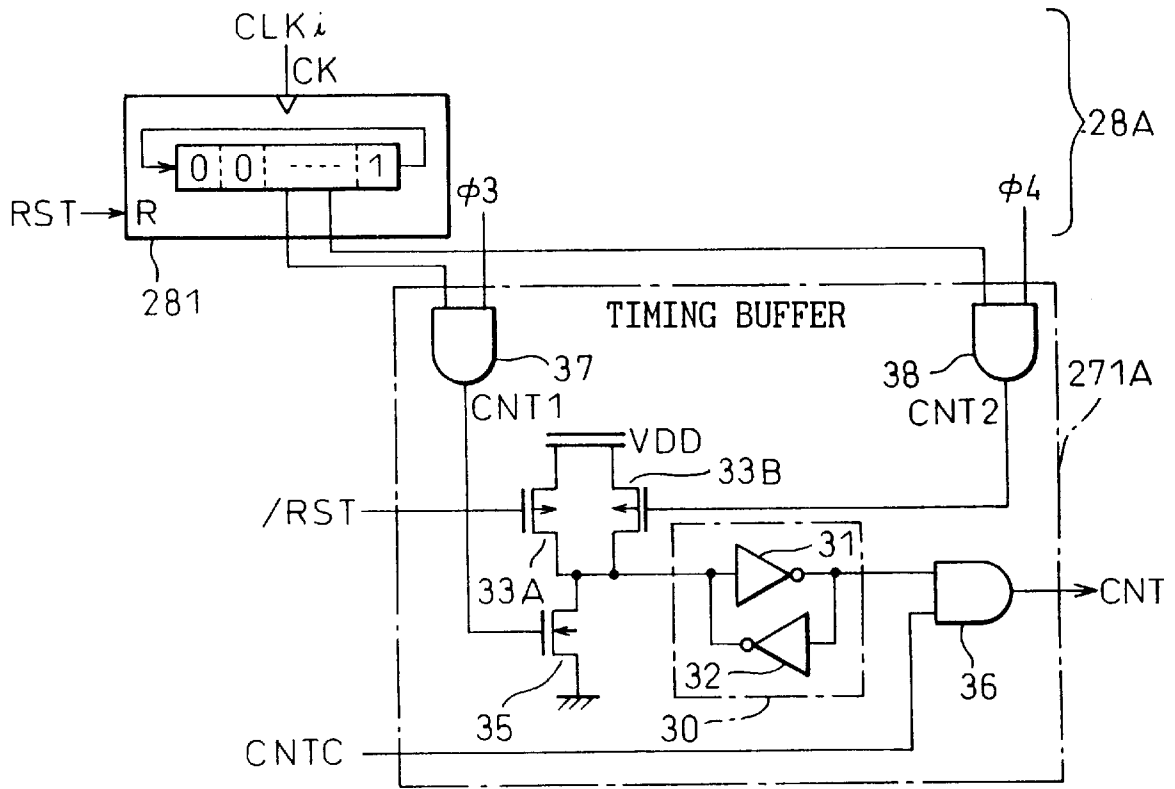 CLKi
CK
28A
0 0 ---- 1
φ3
φ4
RST
R
281
TIMING BUFFER
37
38
271A
CNT1
CNT2
VDD
33B
/RST
31
33A
CNT
32
36
35
30
CNTC